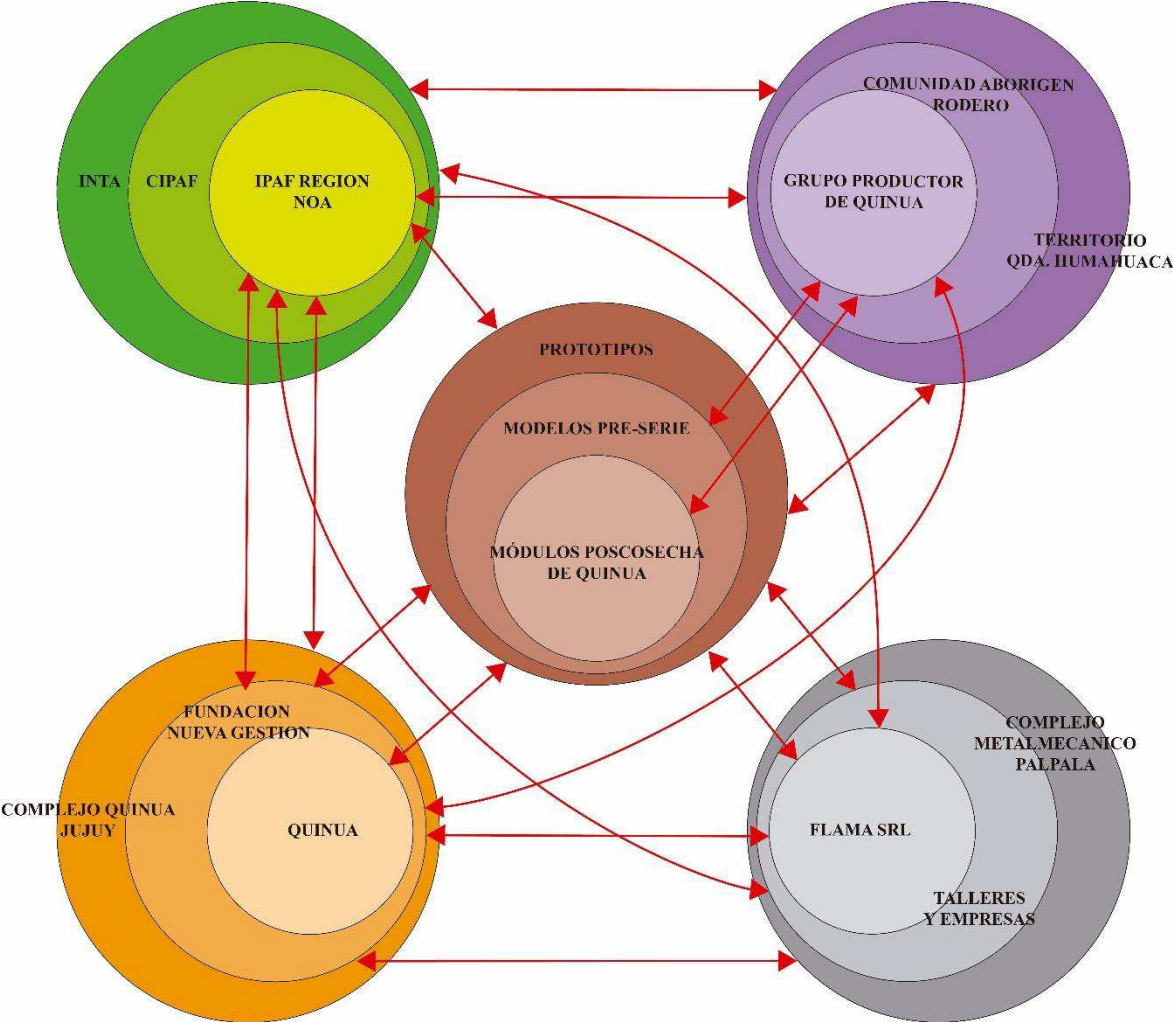 INTA
CIPAF
IPAF REGION
NOA
COMUNIDAD ABORIGEN
RODERO
GRUPO PRODUCTOR
DE QUINUA
TERRITORIO
QDA. HUMAHUACA
PROTOTIPOS
MODELOS PRE-SERIE
MÓDULOS POSCOSECHA
DE QUINUA
FUNDACION
NUEVA GESTION
COMPLEJO QUINUA
JUJUY
QUINUA
COMPLEJO
METALMECANICO
PALPALA
FLAMA SRL
TALLERES
Y EMPRESAS